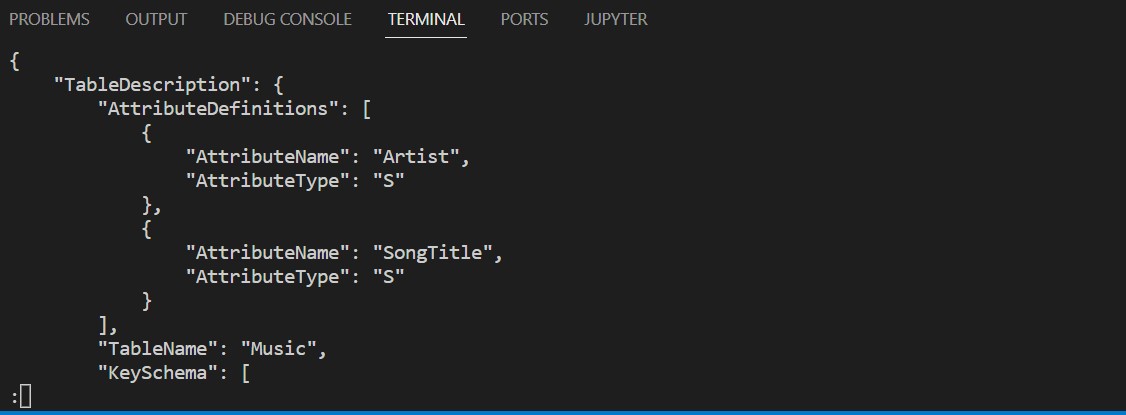 PROBLEMS OUTPUT DEBUG CONSOLE TERMINAL PORTS JUPYTER
{
    "TableDescription": {
        "AttributeDefinitions": [
            {
                "AttributeName": "Artist",
                "AttributeType": "S"
            },
            {
                "AttributeName": "SongTitle",
                "AttributeType": "S"
            }
        ],
        "TableName": "Music",
        "KeySchema": [
: